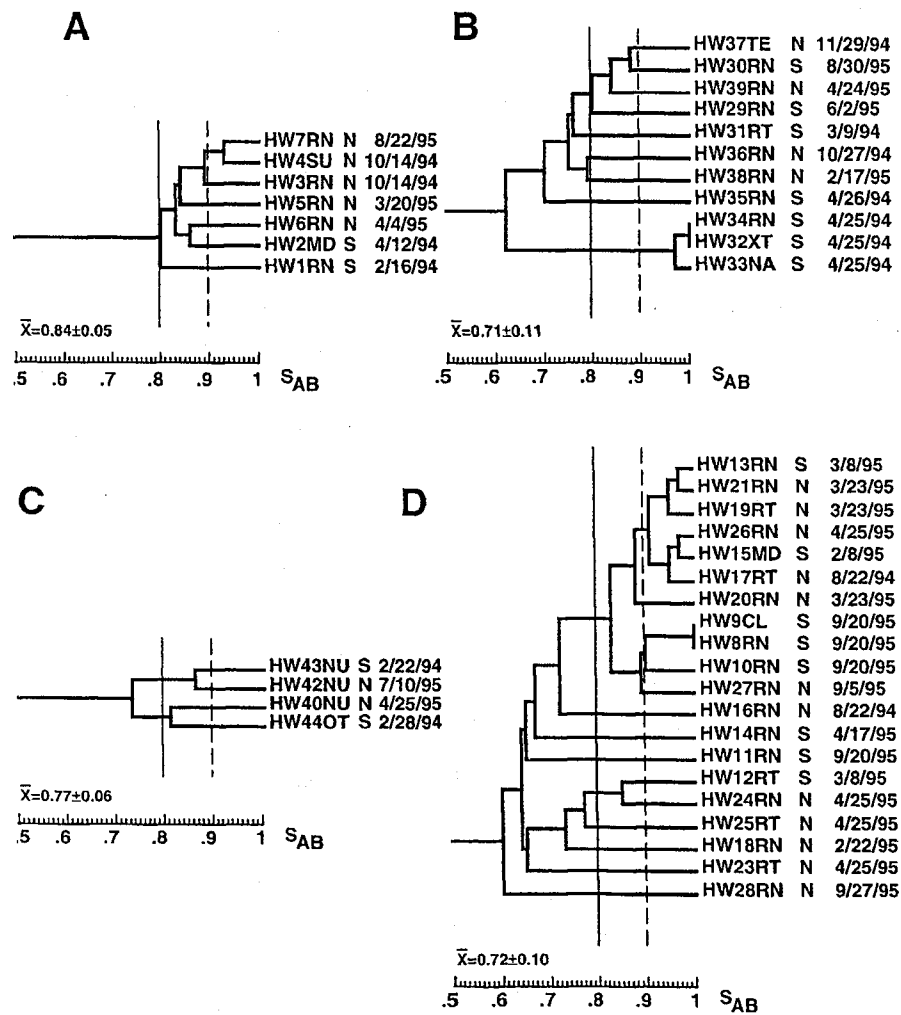 A
HW7RN N 8/22/95
HW4SU N 10/14/94
HW3RN N 10/14/94
HW5RN N 3/20/95
HW6RN N 4/4/95
HW2MD S 4/12/94
HW1RN S 2/16/94
X̅=0.84±0.05
.5 .6 .7 .8 .9 1 SAB
B
HW37TE N 11/29/94
HW30RN S 8/30/95
HW39RN N 4/24/95
HW29RN S 6/2/95
HW31RT S 3/9/94
HW36RN N 10/27/94
HW38RN N 2/17/95
HW35RN S 4/26/94
HW34RN S 4/25/94
HW32XT S 4/25/94
HW33NA S 4/25/94
X̅=0.71±0.11
.5 .6 .7 .8 .9 1 SAB
C
HW43NU S 2/22/94
HW42NU N 7/10/95
HW40NU N 4/25/95
HW44OT S 2/28/94
X̅=0.77±0.06
.5 .6 .7 .8 .9 1 SAB
D
HW13RN S 3/8/95
HW21RN N 3/23/95
HW19RT N 3/23/95
HW26RN N 4/25/95
HW15MD S 2/8/95
HW17RT N 8/22/94
HW20RN N 3/23/95
HW9CL S 9/20/95
HW8RN S 9/20/95
HW10RN S 9/20/95
HW27RN N 9/5/95
HW16RN N 8/22/94
HW14RN S 4/17/95
HW11RN S 9/20/95
HW12RT S 3/8/95
HW24RN N 4/25/95
HW25RT N 4/25/95
HW18RN N 2/22/95
HW23RT N 4/25/95
HW28RN N 9/27/95
X̅=0.72±0.10
.5 .6 .7 .8 .9 1 SAB